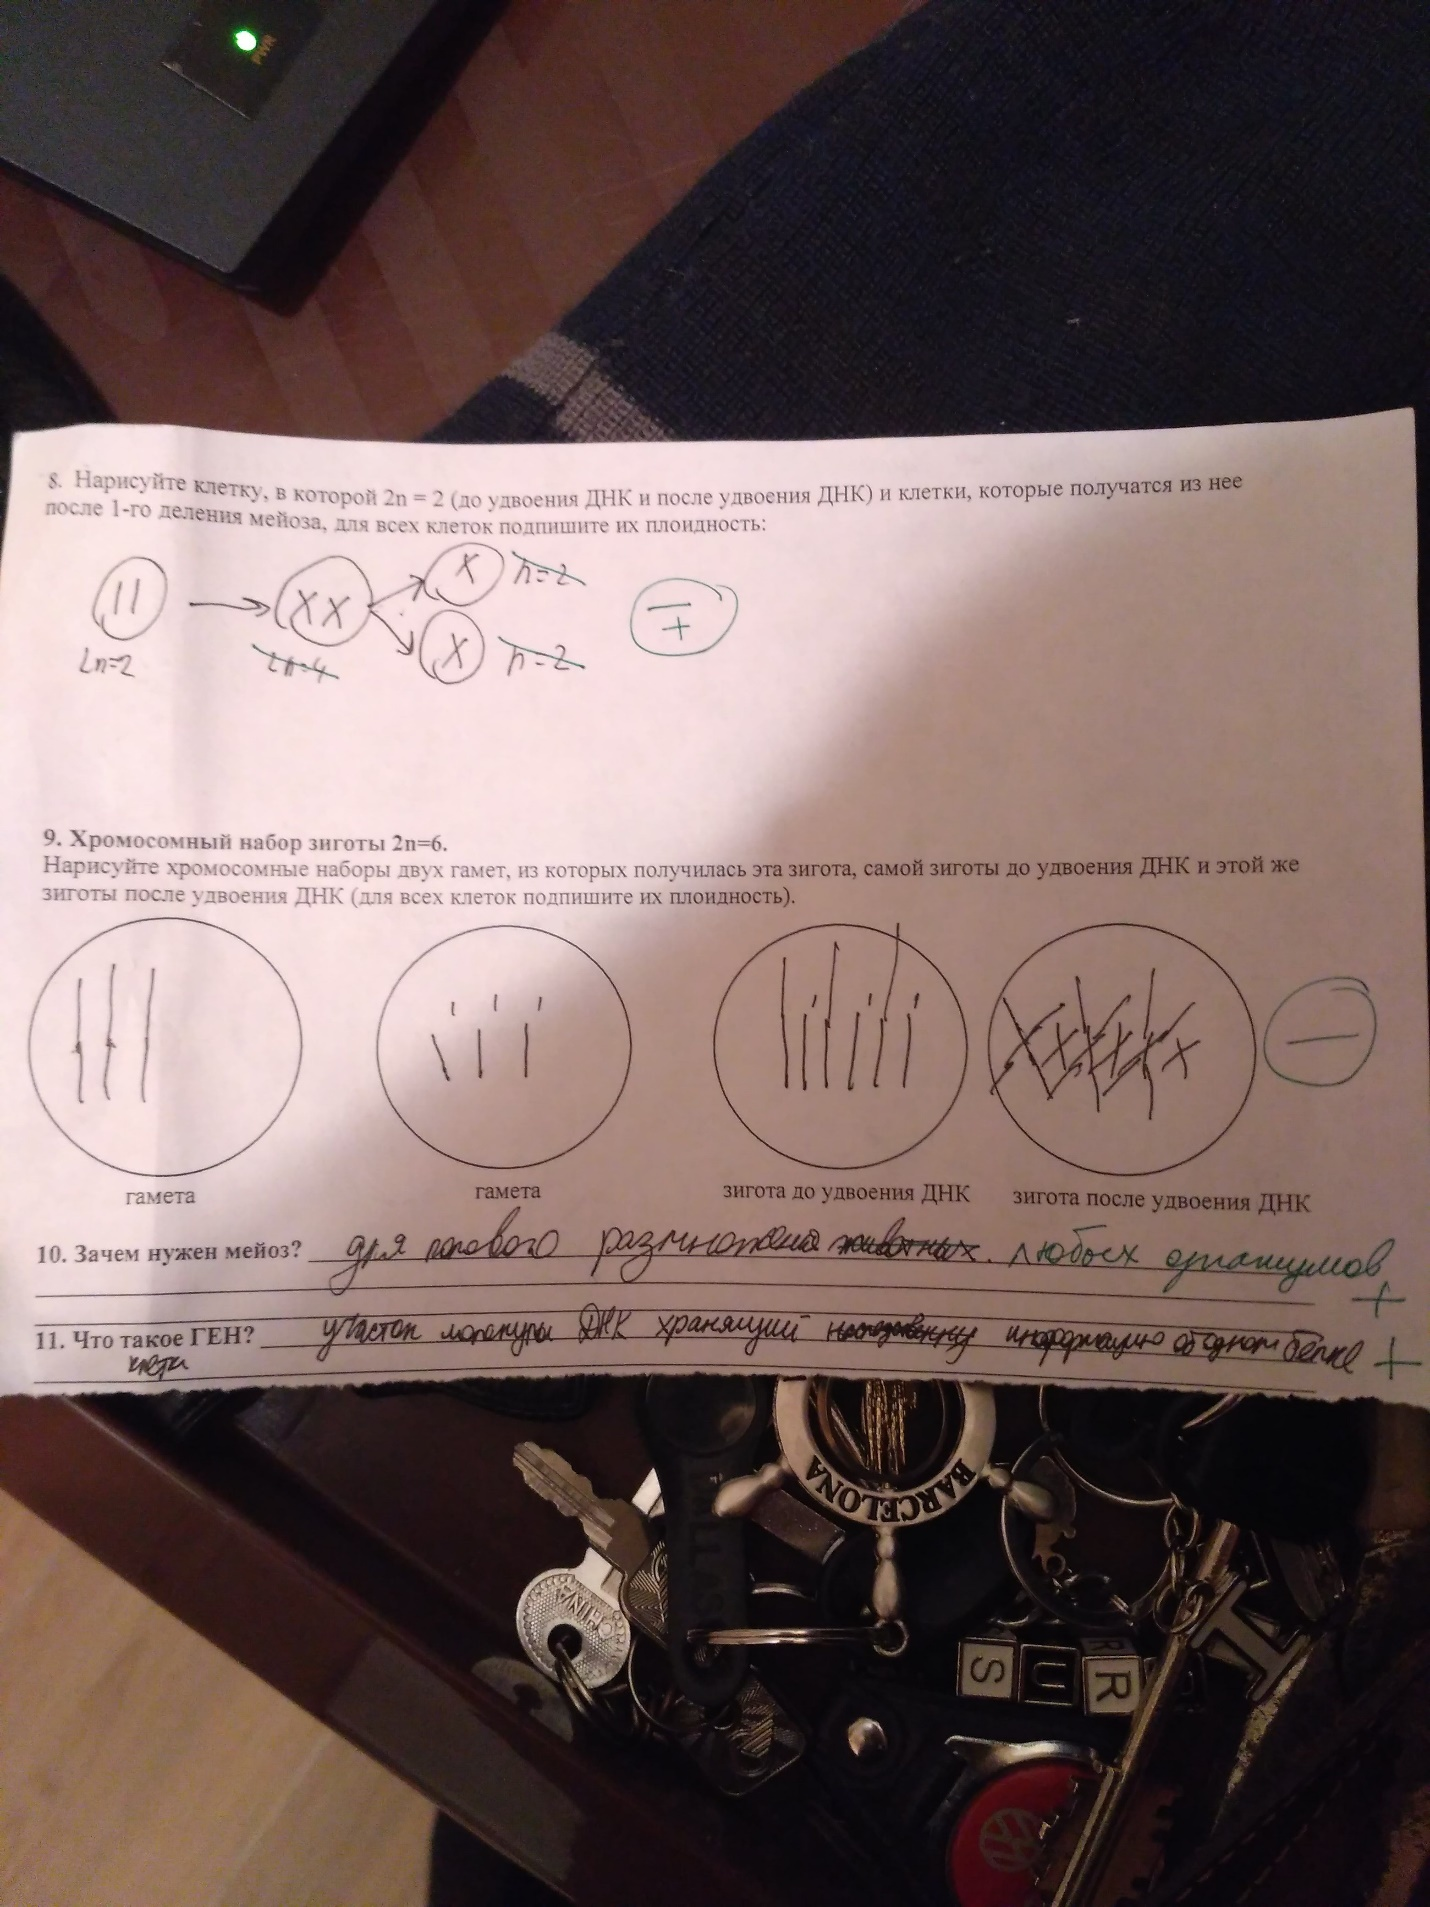 PWR
8. Нарисуйте клетку, в которой 2n = 2 (до удвоения ДНК и после удвоения ДНК) и клетки, которые получатся из нее
после 1-го деления мейоза, для всех клеток подпишите их плоидность:
n=2
2n=2
2n=4
n=2
9. Хромосомный набор зиготы 2n=6.
Нарисуйте хромосомные наборы двух гамет, из которых получилась эта зигота, самой зиготы до удвоения ДНК и этой же
зиготы после удвоения ДНК (для всех клеток подпишите их плоидность).
гамета
гамета
зигота до удвоения ДНК
зигота после удвоения ДНК
10. Зачем нужен мейоз? для полового размножения животных. любых организмов
+
11. Что такое ГЕН? участок молекулы ДНК хранящий информацию об одном белке +
BARCELONA
CHINA
S U R